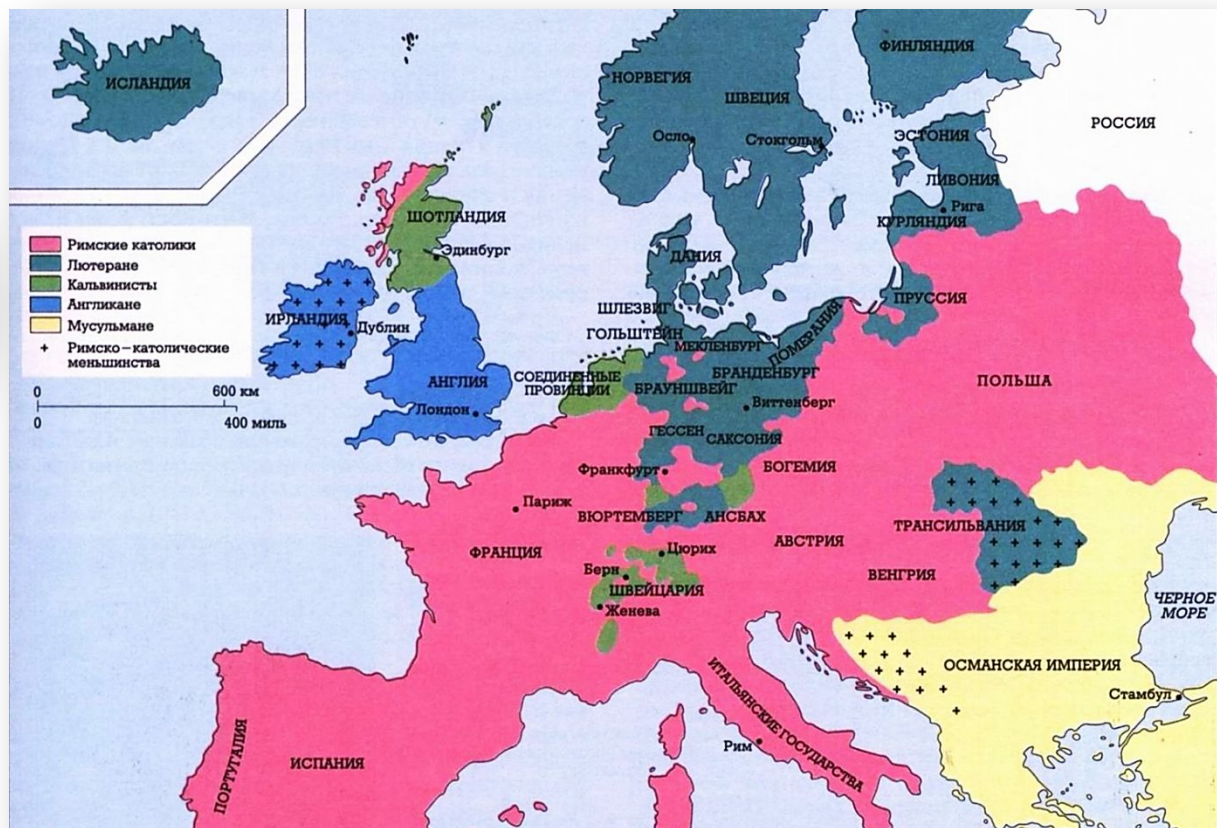 ИСЛАНДИЯ
НОРВЕГИЯ
ШВЕЦИЯ
ФИНЛЯНДИЯ
РОССИЯ
Осло
Стокгольм
ЭСТОНИЯ
ЛИВОНИЯ
Рига
КУРЛЯНДИЯ
ШОТЛАНДИЯ
Эдинбург
Римские католики
Лютеране
Кальвинисты
Англикане
Мусульмане
Римско–католические
меньшинства
0 600 км
0 400 миль
ИРЛАНДИЯ
Дублин
АНГЛИЯ
Лондон
ДАНИЯ
ШЛЕЗВИГ
ГОЛЬШТЕЙН
МЕКЛЕНБУРГ
ПОМЕРАНИЯ
ПРУССИЯ
СОЕДИНЕННЫЕ
ПРОВИНЦИИ
БРАУНШВЕЙГ
БРАНДЕНБУРГ
Виттенберг
ПОЛЬША
ГЕССЕН
САКСОНИЯ
Франкфурт
БОГЕМИЯ
Париж
ВЮРТЕМБЕРГ
АНСБАХ
ТРАНСИЛЬВАНИЯ
ФРАНЦИЯ
Цюрих
АВСТРИЯ
Берн
ШВЕЙЦАРИЯ
ВЕНГРИЯ
Женева
ЧЕРНОЕ
МОРЕ
ОСМАНСКАЯ ИМПЕРИЯ
Стамбул
ИТАЛЬЯНСКИЕ ГОСУДАРСТВА
Рим
ПОРТУГАЛИЯ
ИСПАНИЯ